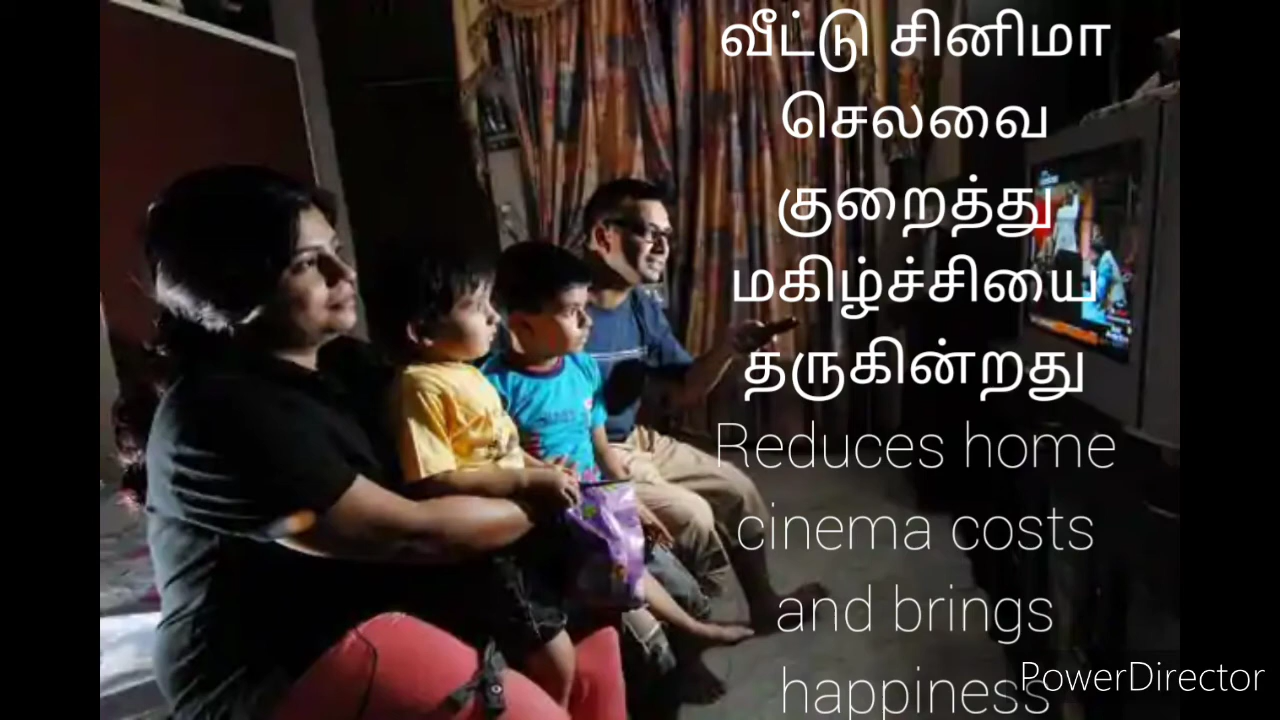 வீட்டு சினிமா
செலவை
குறைத்து
மகிழ்ச்சியை
தருகின்றது
Reduces home
cinema costs
and brings
happiness
PowerDirector